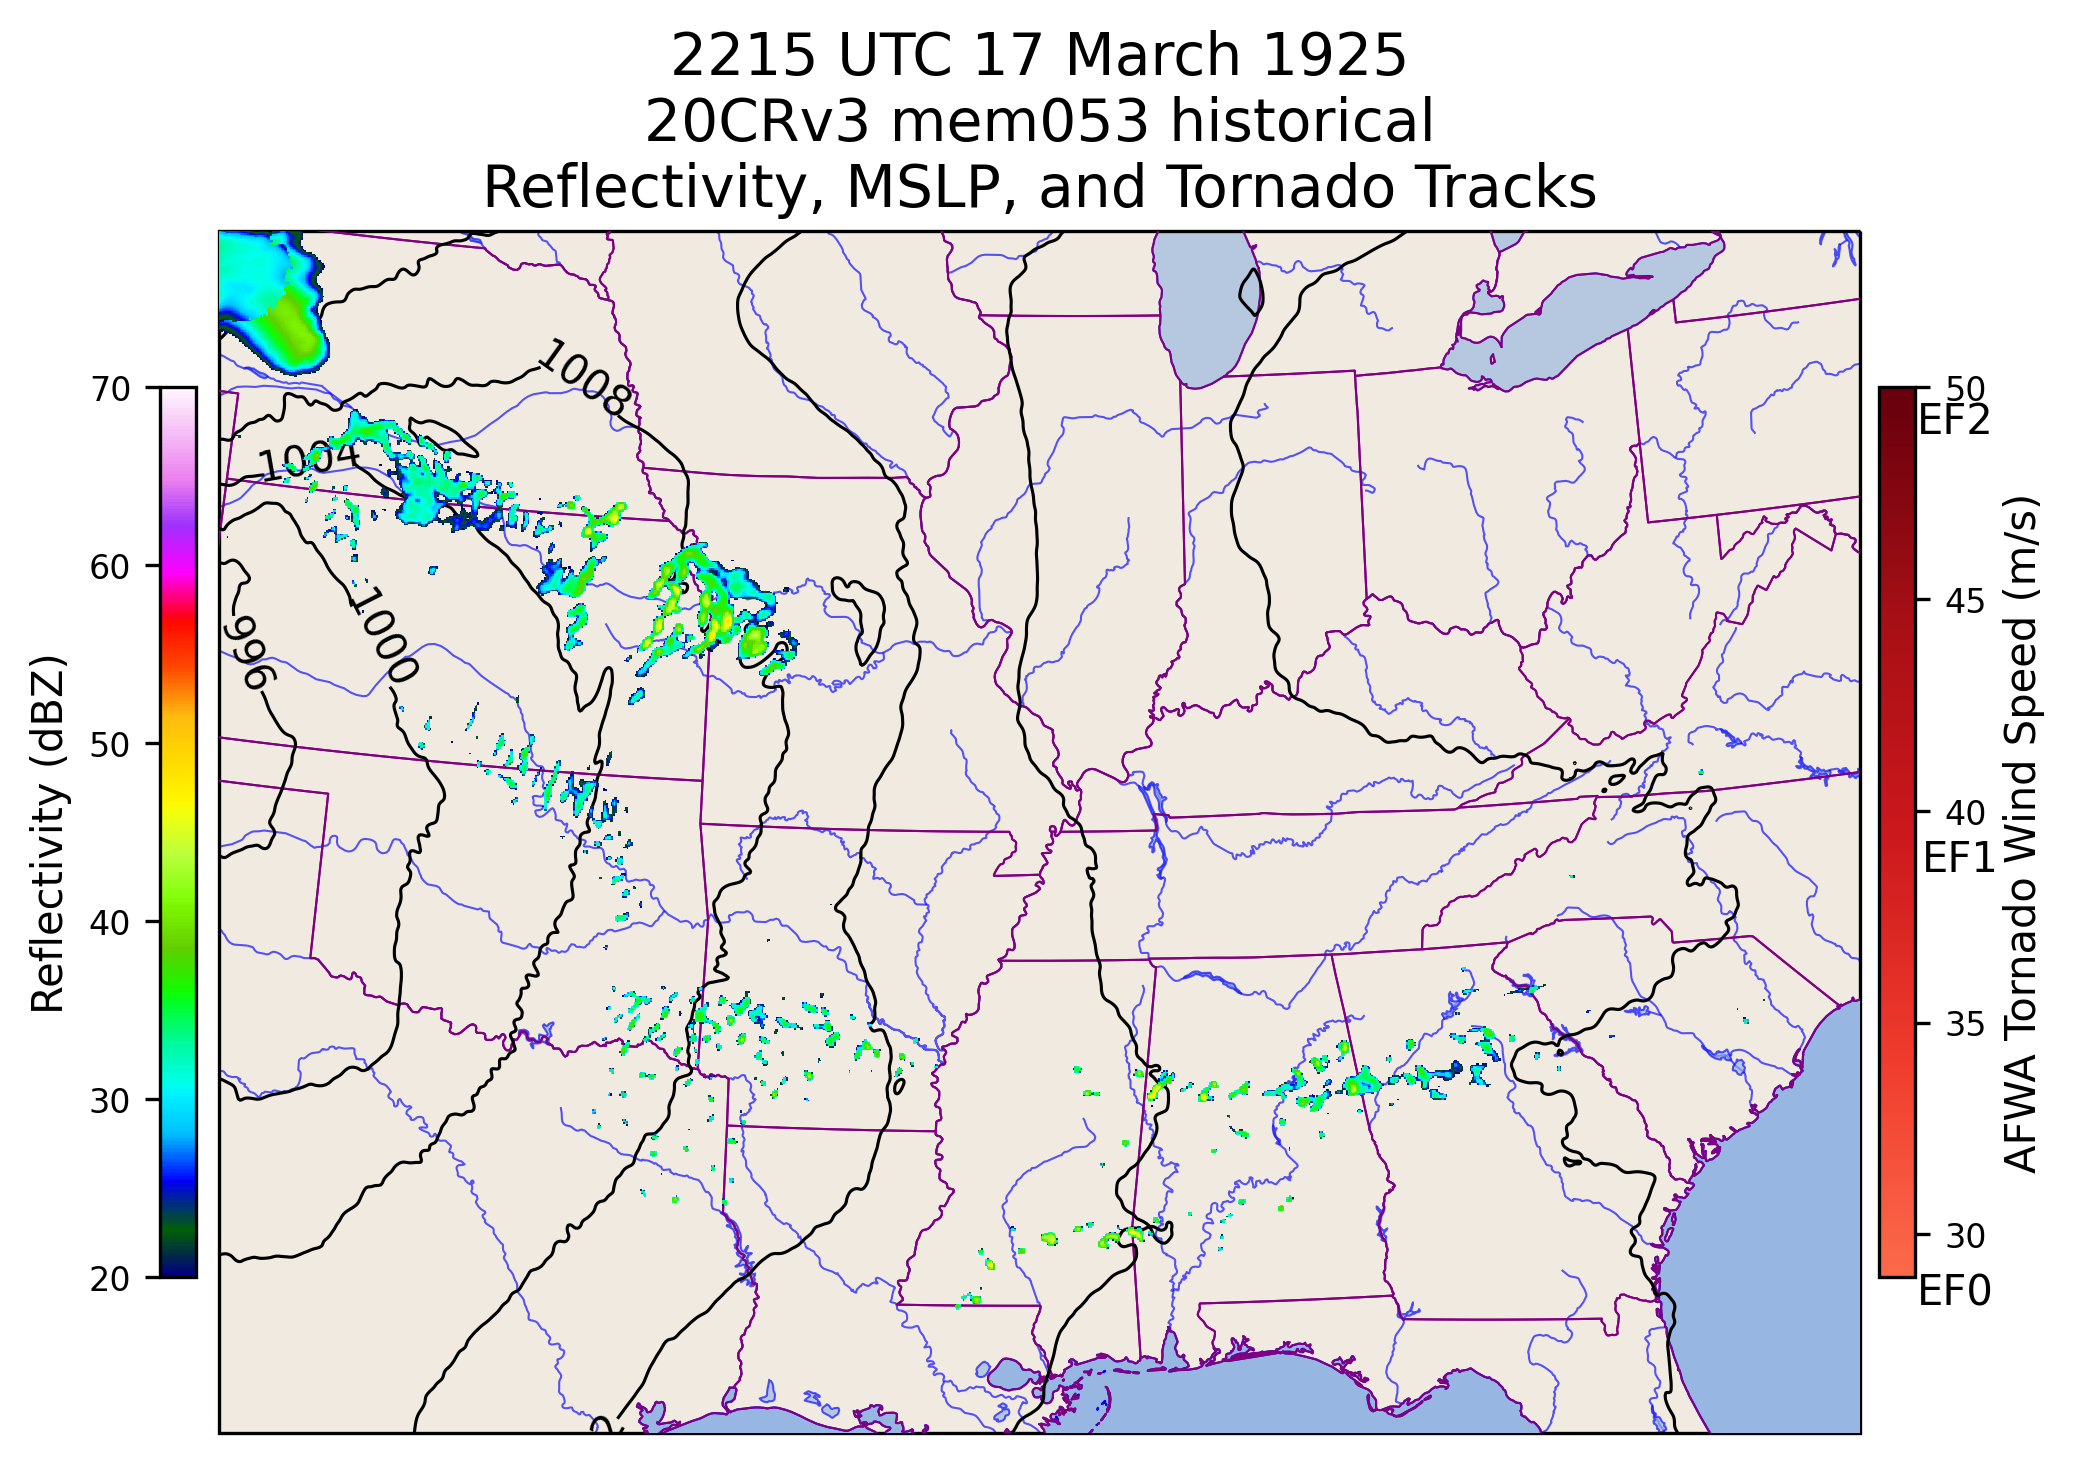 2215 UTC 17 March 1925
20CRv3 mem053 historical
Reflectivity, MSLP, and Tornado Tracks
1008
1004
1000
996
70
60
50
40
30
20
Reflectivity (dBZ)
50
EF2
45
40
EF1
35
30
EF0
AFWA Tornado Wind Speed (m/s)